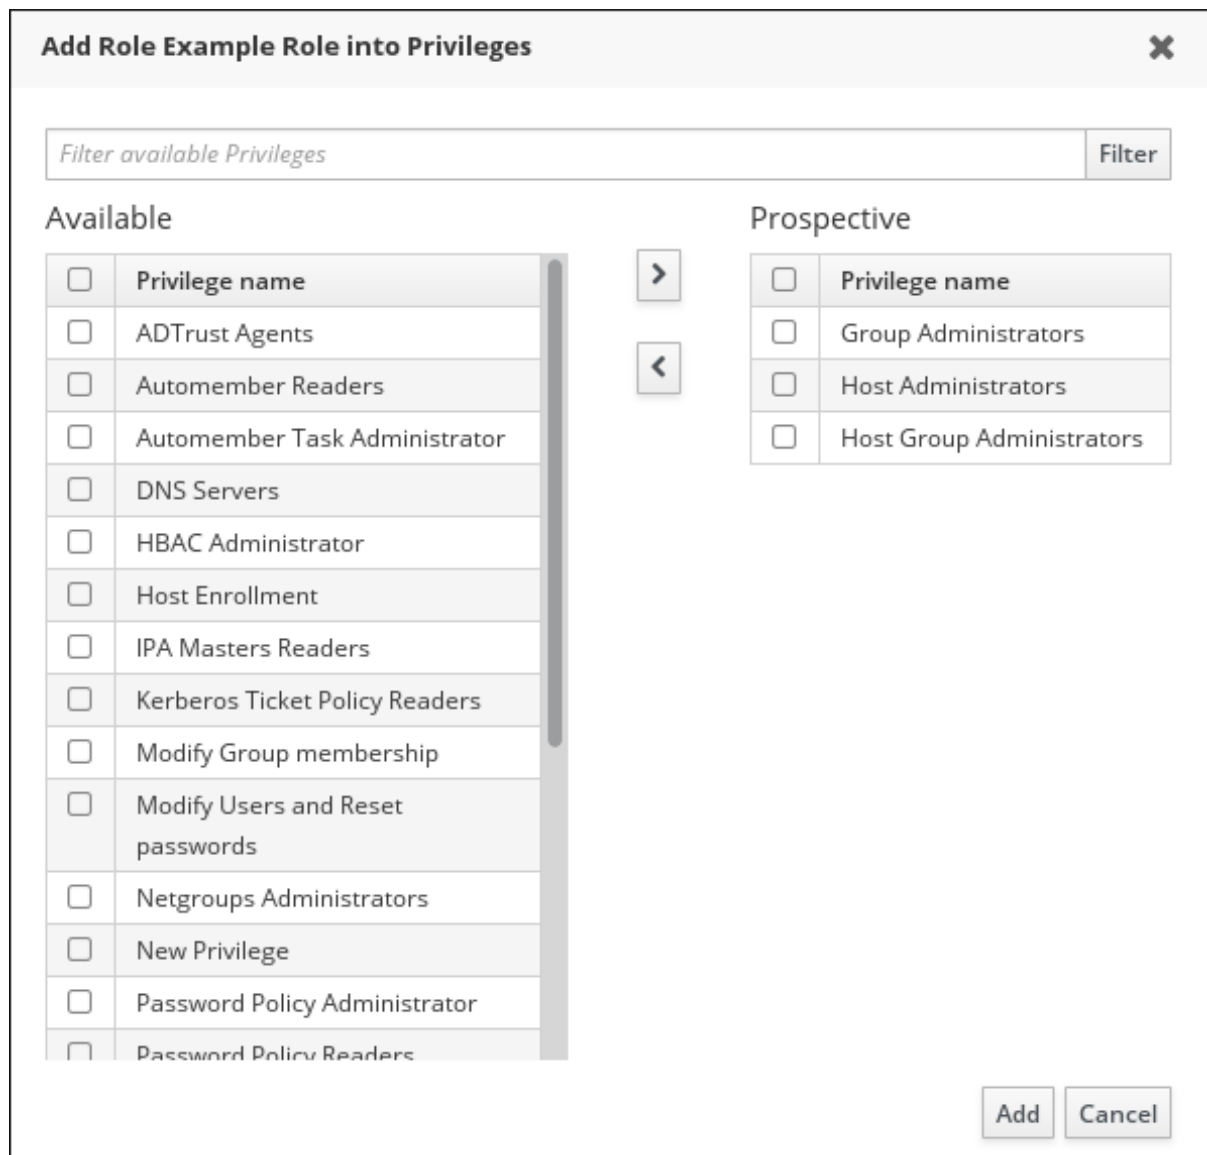 Add Role Example Role into Privileges
Filter available Privileges
Filter
Available
Privilege name
ADTrust Agents
Automember Readers
Automember Task Administrator
DNS Servers
HBAC Administrator
Host Enrollment
IPA Masters Readers
Kerberos Ticket Policy Readers
Modify Group membership
Modify Users and Reset
passwords
Netgroups Administrators
New Privilege
Password Policy Administrator
Password Policy Readers
Prospective
Privilege name
Group Administrators
Host Administrators
Host Group Administrators
Add
Cancel